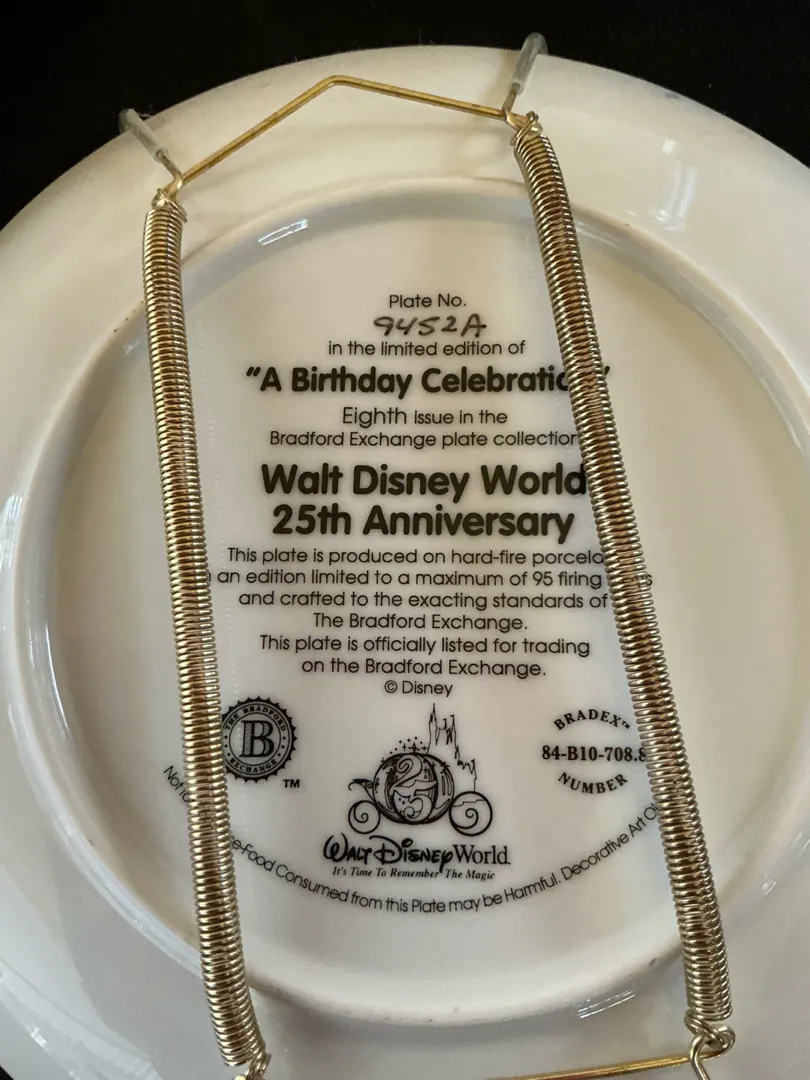 Plate No.
9452A
in the limited edition of
"A Birthday Celebratio"
Eighth issue in the
Bradford Exchange plate collection
Walt Disney World
25th Anniversary
This plate is produced on hard-fire porcela
an edition limited to a maximum of 95 firing
and crafted to the exacting standards of
The Bradford Exchange.
This plate is officially listed for trading
on the Bradford Exchange.
© Disney
THE BRADFORD
B
EXCHANGE
TM
25
BRADEX™
84-B10-708.8
NUMBER
Walt Disney World
It's Time To Remember The Magic
Not -Food Consumed from this Plate may be Harmful. Decorative Art